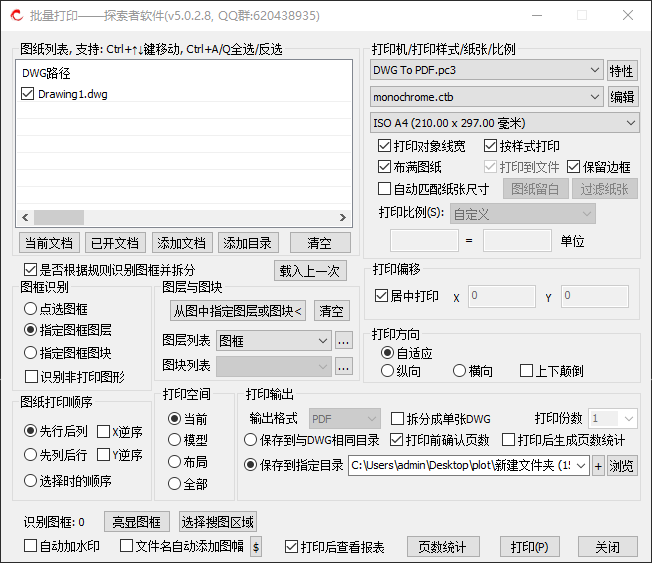 批量打印——探索者软件(v5.0.2.8, QQ群:620438935)
图纸列表, 支持: Ctrl+↑↓键移动, Ctrl+A/Q全选/反选
DWG路径
Drawing1.dwg
当前文档 已开文档 添加文档 添加目录 清空
是否根据规则识别图框并拆分 载入上一次
打印机/打印样式/纸张/比例
DWG To PDF.pc3 特性
monochrome.ctb 编辑
ISO A4 (210.00 x 297.00 毫米)
打印对象线宽 按样式打印
布满图纸 打印到文件 保留边框
自动匹配纸张尺寸 图纸留白 过滤纸张
打印比例(S): 自定义
= 单位
图框识别
点选图框
指定图框图层
指定图框图块
识别非打印图形
图层与图块
从图中指定图层或图块< 清空
图层列表 图框 ...
图块列表 ...
打印偏移
居中打印 X 0 Y 0
打印方向
自适应
纵向 横向 上下颠倒
图纸打印顺序
先行后列 X逆序
先列后行 Y逆序
选择时的顺序
打印空间
当前
模型
布局
全部
打印输出
输出格式 PDF 拆分成单张DWG 打印份数 1
保存到与DWG相同目录 打印前确认页数 打印后生成页数统计
保存到指定目录 C:\Users\admin\Desktop\plot\新建文件夹 (15 + 浏览
识别图框: 0 亮显图框 选择搜图区域
自动加水印 文件名自动添加图幅 $ 打印后查看报表 页数统计 打印(P) 关闭